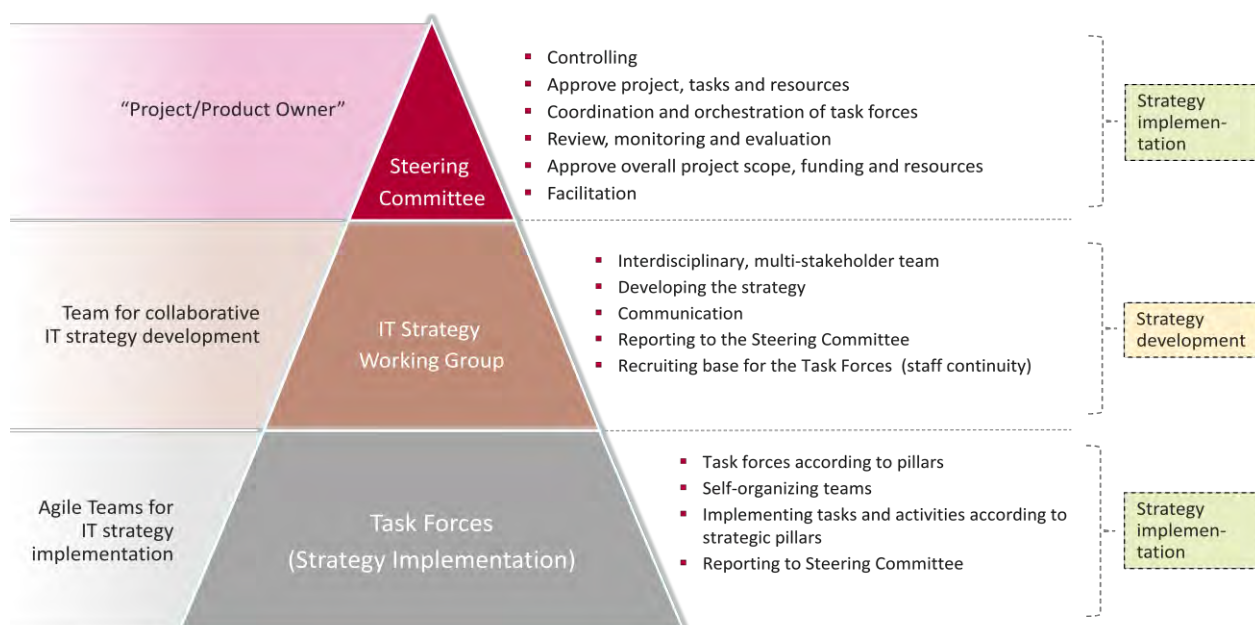 “Project/Product Owner”
Steering
Committee
▪ Controlling
▪ Approve project, tasks and resources
▪ Coordination and orchestration of task forces
▪ Review, monitoring and evaluation
▪ Approve overall project scope, funding and resources
▪ Facilitation
Strategy
implemen-
tation
Team for collaborative
IT strategy development
IT Strategy
Working Group
▪ Interdisciplinary, multi-stakeholder team
▪ Developing the strategy
▪ Communication
▪ Reporting to the Steering Committee
▪ Recruiting base for the Task Forces (staff continuity)
Strategy
development
Agile Teams for
IT strategy
implementation
Task Forces
(Strategy Implementation)
▪ Task forces according to pillars
▪ Self-organizing teams
▪ Implementing tasks and activities according to
strategic pillars
▪ Reporting to Steering Committee
Strategy
implemen-
tation